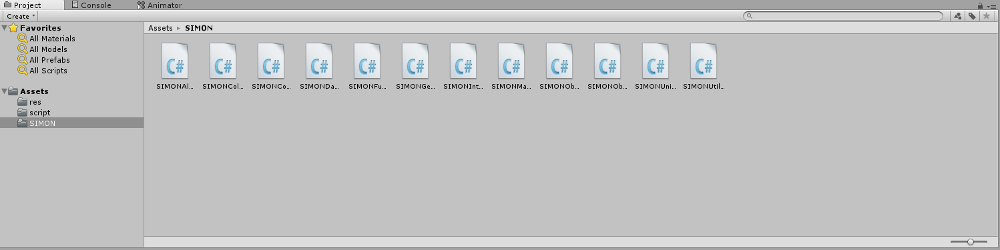 Project Console Animator
Create
Favorites
All Materials
All Models
All Prefabs
All Scripts
Assets
res
script
SIMON
Assets ▸ SIMON
C# C# C# C# C# C# C# C# C# C# C# C#
SIMONAl... SIMONCol... SIMONCo... SIMONDa... SIMONFu... SIMONGe... SIMONInt... SIMONMa... SIMONOb... SIMONOb... SIMONUni... SIMONUtil...